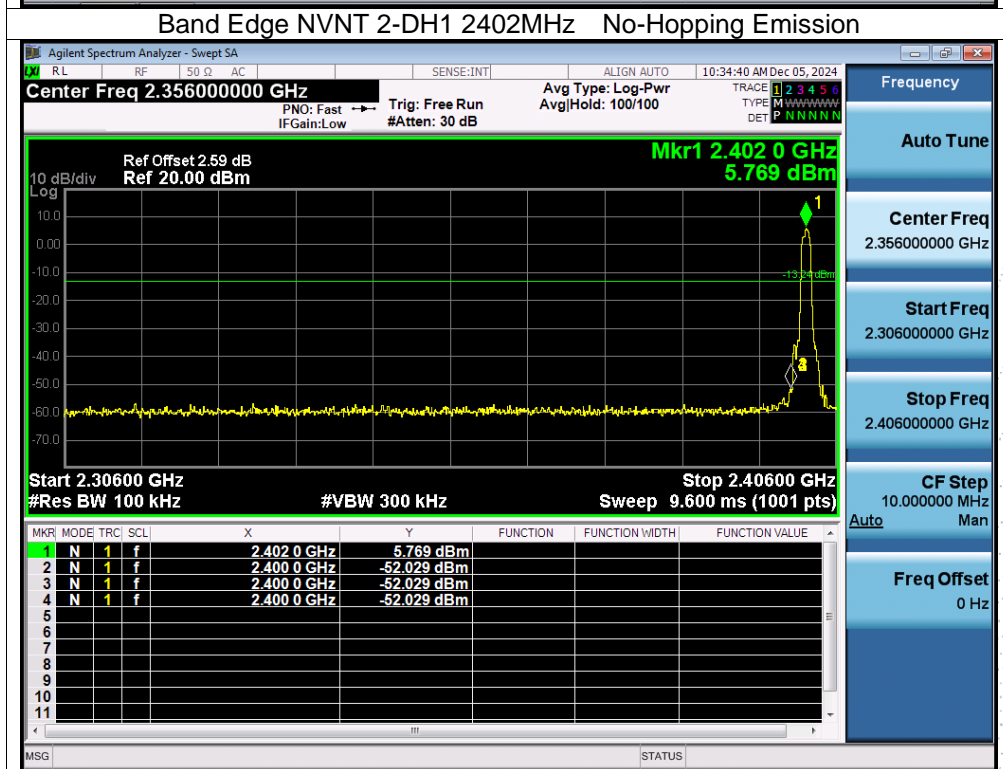 Band Edge NVNT 2-DH1 2402MHz No-Hopping Emission
Agilent Spectrum Analyzer - Swept SA
LXI RL RF 50 Ω AC SENSE:INT ALIGN AUTO 10:34:40 AM Dec 05, 2024
Center Freq 2.356000000 GHz
PNO: Fast
IFGain:Low
Trig: Free Run
#Atten: 30 dB
Avg Type: Log-Pwr
Avg|Hold: 100/100
TRACE 1 2 3 4 5 6
TYPE M WWWWW
DET P N N N N N
Frequency
Auto Tune
Center Freq
2.356000000 GHz
Start Freq
2.306000000 GHz
Stop Freq
2.406000000 GHz
CF Step
10.000000 MHz
Auto Man
Freq Offset
0 Hz
Ref Offset 2.59 dB
Ref 20.00 dBm
10 dB/div
Log
Mkr1 2.402 0 GHz
5.769 dBm
1
10.0
0.00
-10.0
-13.24 dBm
-20.0
-30.0
-40.0
-50.0
-60.0
-70.0
Start 2.30600 GHz Stop 2.40600 GHz
#Res BW 100 kHz #VBW 300 kHz Sweep 9.600 ms (1001 pts)
MKR MODE TRC SCL X Y FUNCTION FUNCTION WIDTH FUNCTION VALUE
1 N 1 f 2.402 0 GHz 5.769 dBm
2 N 1 f 2.400 0 GHz -52.029 dBm
3 N 1 f 2.400 0 GHz -52.029 dBm
4 N 1 f 2.400 0 GHz -52.029 dBm
5
6
7
8
9
10
11
MSG STATUS